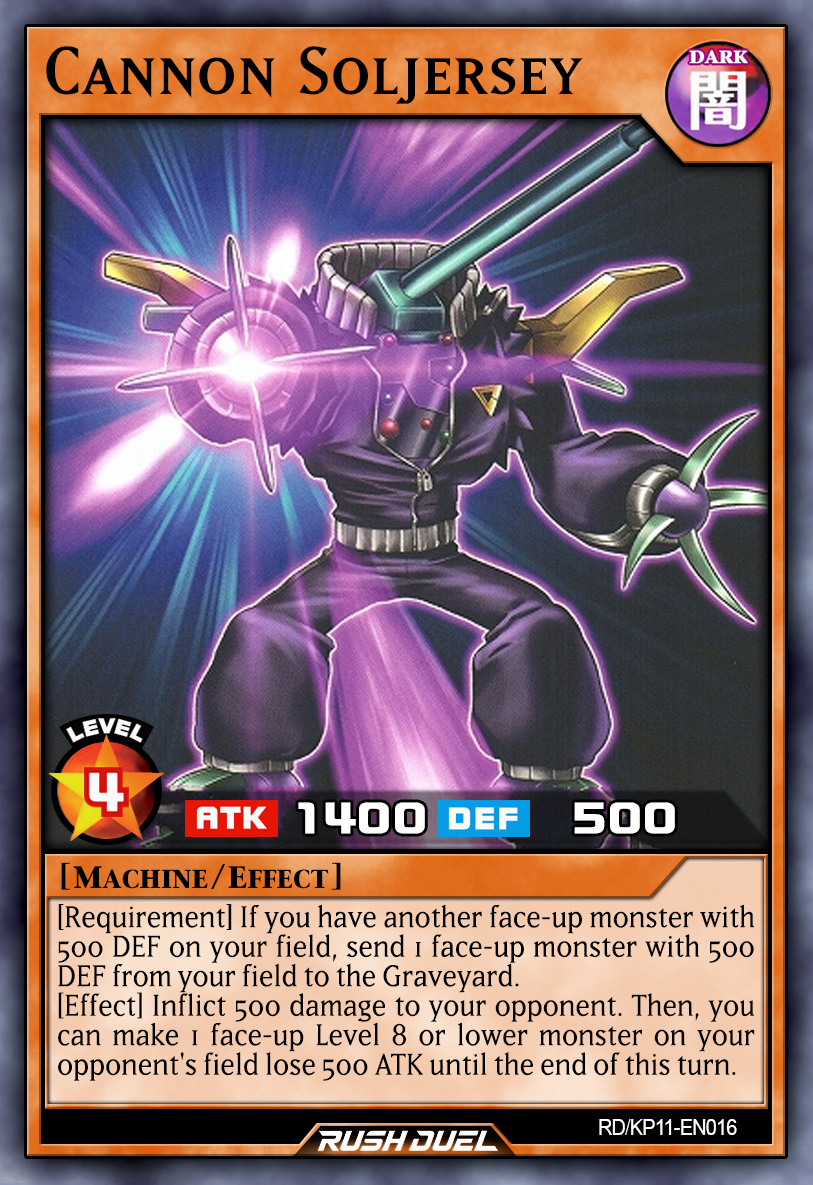 Cannon Soljersey
DARK
闇
LEVEL
4
ATK 1400 DEF 500
[Machine/Effect]
[Requirement] If you have another face-up monster with
500 DEF on your field, send 1 face-up monster with 500
DEF from your field to the Graveyard.
[Effect] Inflict 500 damage to your opponent. Then, you
can make 1 face-up Level 8 or lower monster on your
opponent's field lose 500 ATK until the end of this turn.
RD/KP11-EN016
RUSH DUEL